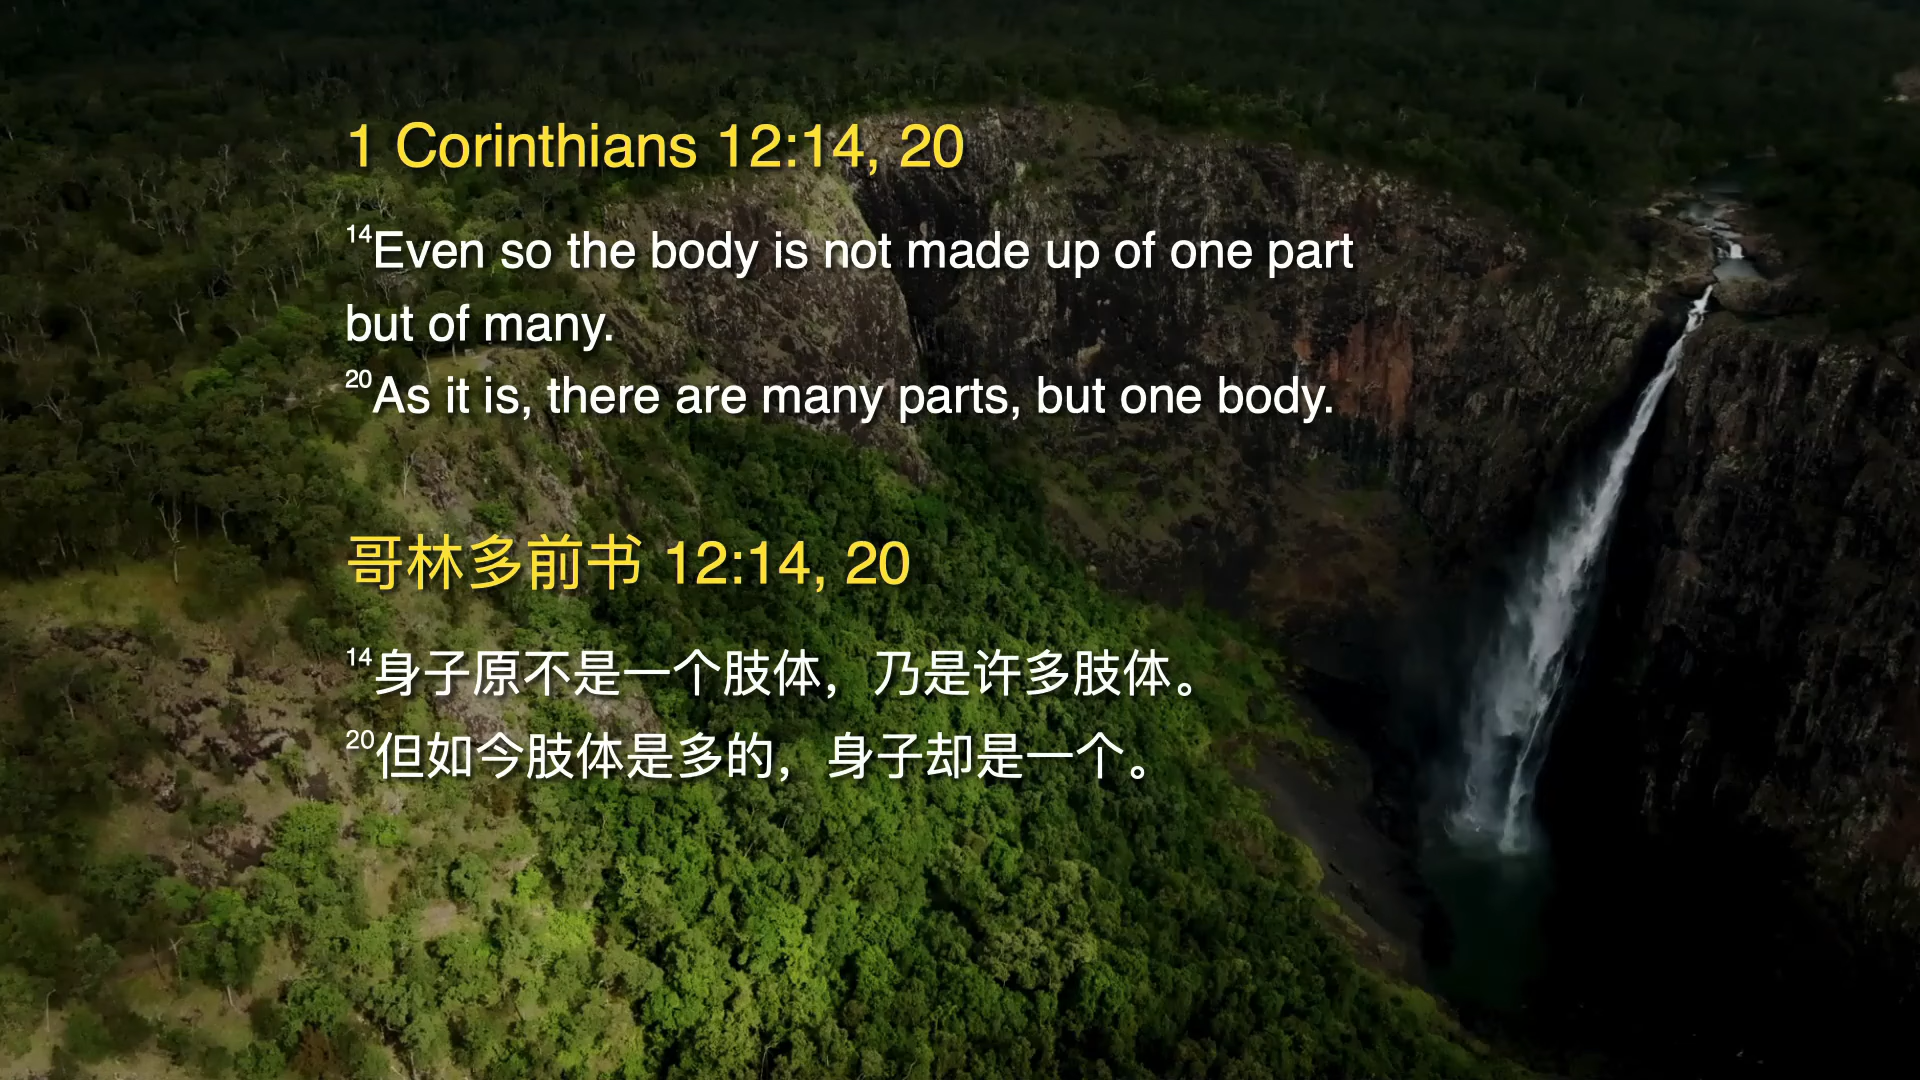 1 Corinthians 12:14, 20
14Even so the body is not made up of one part
but of many.
20As it is, there are many parts, but one body.
哥林多前书 12:14, 20
14身子原不是一个肢体，乃是许多肢体。
20但如今肢体是多的，身子却是一个。